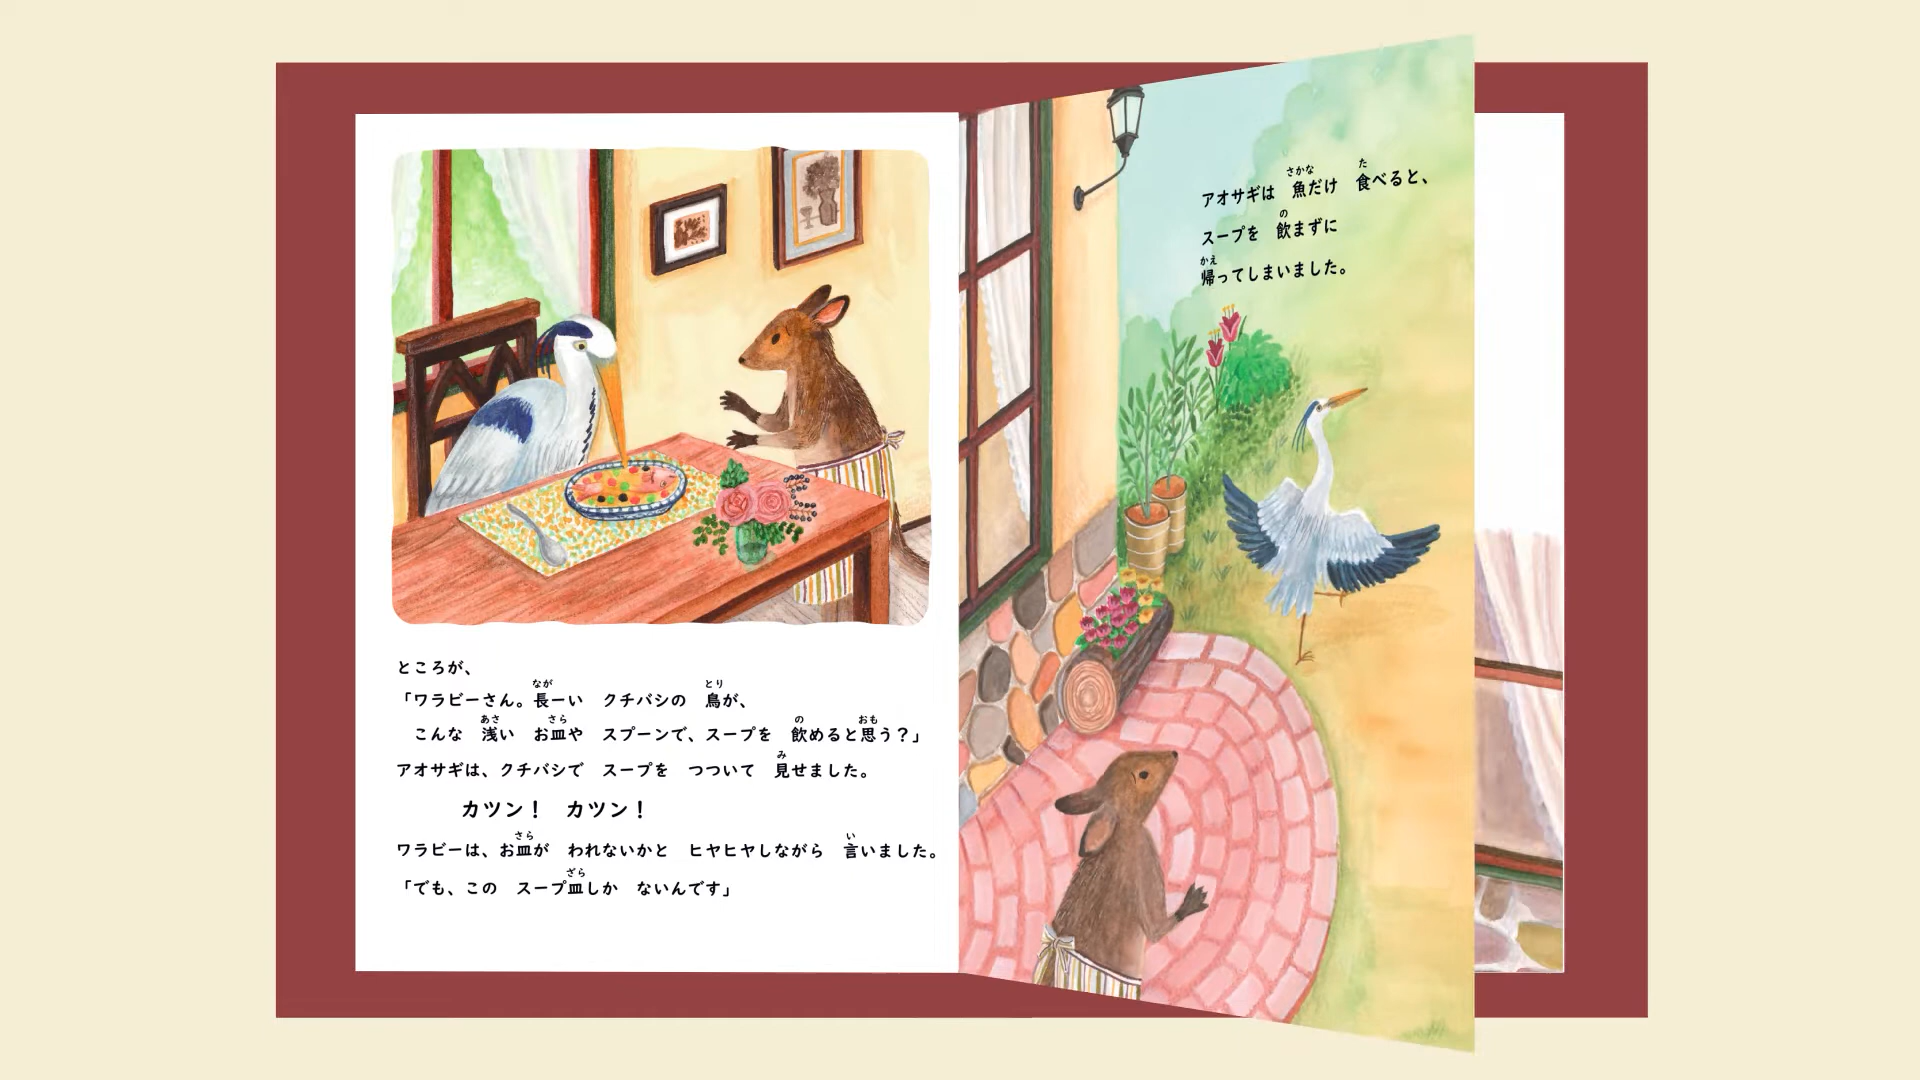 ところが、
「ワラビーさん。長ーい　クチバシの　鳥が、
こんな　浅い　お皿や　スプーンで、スープを　飲めると思う？」
アオサギは、クチバシで　スープを　つついて　見せました。
カツン！　カツン！
ワラビーは、お皿が　われないかと　ヒヤヒヤしながら　言いました。
「でも、この　スープ皿しか　ないんです」
アオサギは　魚だけ　食べると、
スープを　飲まずに
帰ってしまいました。